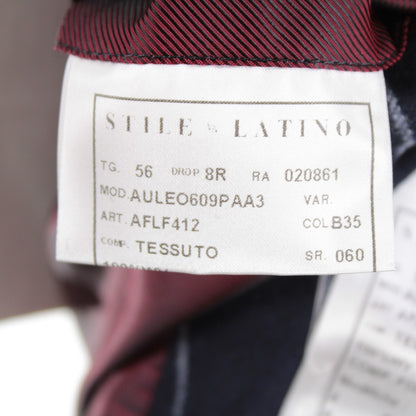 STILE LATINO
TG. 56 DROP 8R RA 020861
MOD. AULEO609PAA3 VAR.
ART. AFLF412 COL B35
COMP. TESSUTO SR. 060